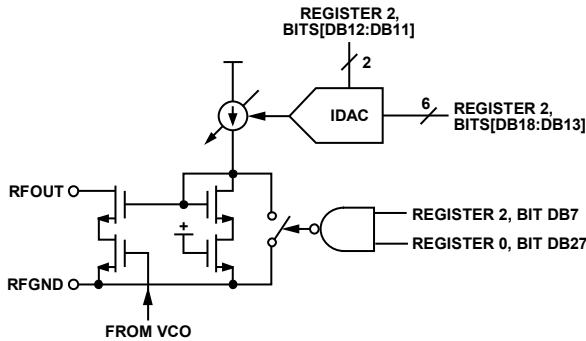 REGISTER 2,
BITS[DB12:DB11]
2
IDAC
6
REGISTER 2,
BITS[DB18:DB13]
RFOUT
+
REGISTER 2, BIT DB7
REGISTER 0, BIT DB27
RFGND
FROM VCO